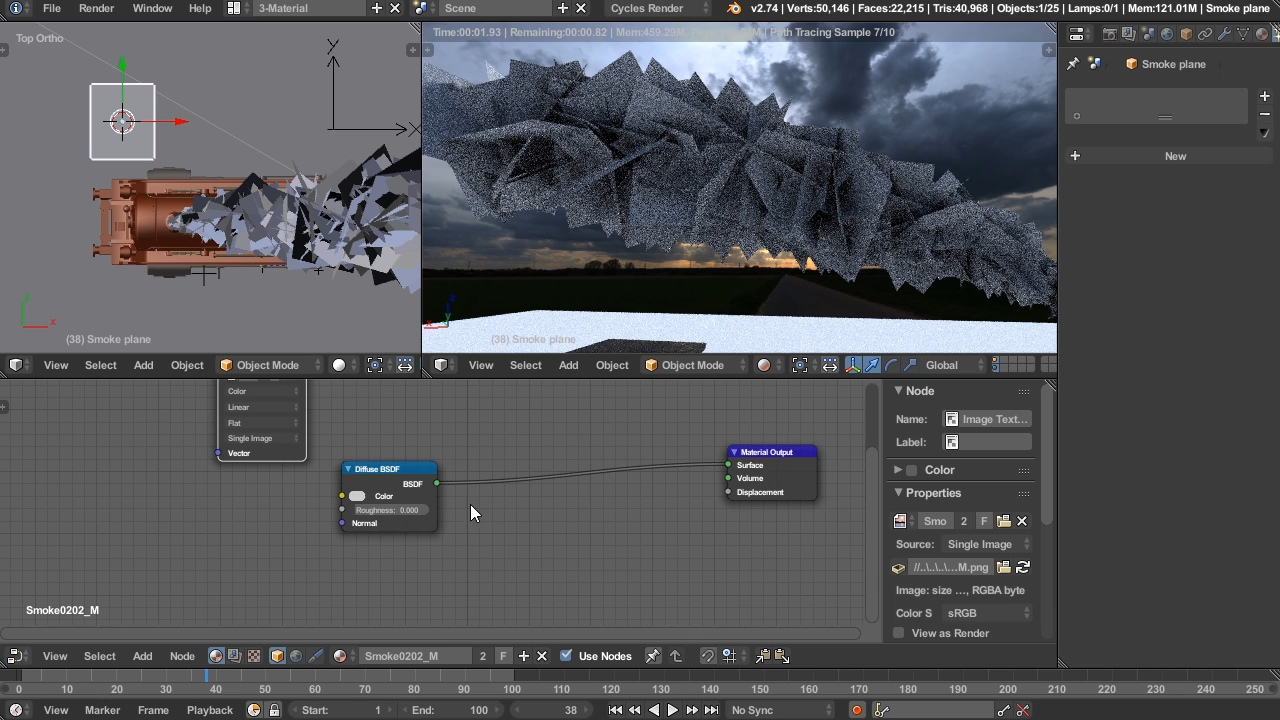 File Render Window Help 3-Material Scene Cycles Render v2.74 | Verts:50,146 | Faces:22,215 | Tris:40,968 | Objects:1/25 | Lamps:0/1 | Mem:121.01M | Smoke plane
Top Ortho
Time:00:01.93 | Remaining:00:00.82 | Mem:459.29M, | Path Tracing Sample 7/10
Y
X
(38) Smoke plane
(38) Smoke plane
Smoke plane
New
View Select Add Object Object Mode
View Select Add Object Object Mode Global
Color
Linear
Flat
Single Image
Vector
Diffuse BSDF
BSDF
Color
Roughness: 0.000
Normal
Material Output
Surface
Volume
Displacement
Smoke0202_M
Node
Name: Image Text...
Label:
Color
Properties
Smo 2 F
Source: Single Image
//..\..\..\...M.png
Image: size ..., RGBA byte
Color S sRGB
View as Render
View Select Add Node Smoke0202_M 2 F Use Nodes
0 10 20 30 40 50 60 70 80 90 100 110 120 130 140 150 160 170 180 190 200 210 220 230 240 250
View Marker Frame Playback Start: 1 End: 100 38 No Sync